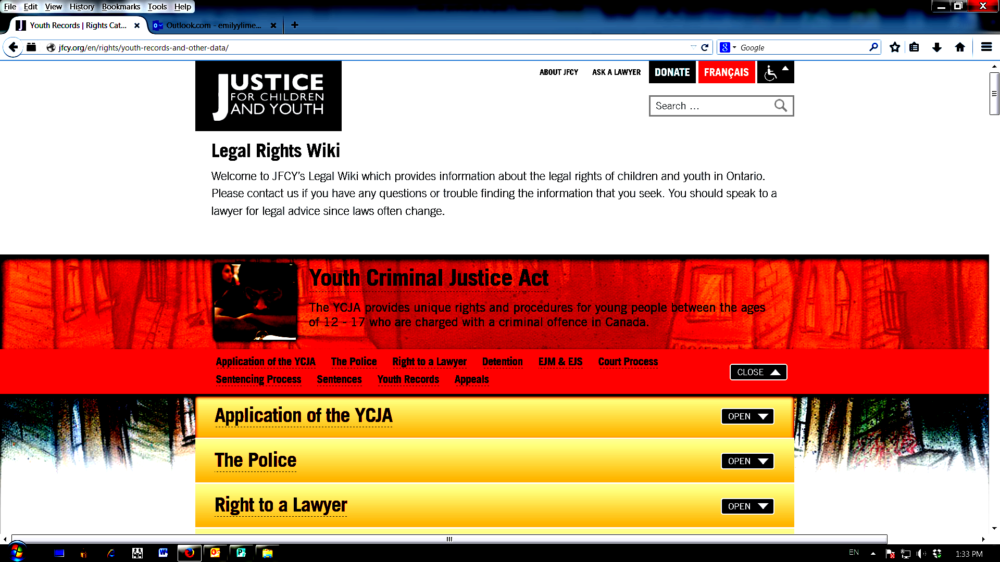 File Edit View History Bookmarks Tools Help
Youth Records | Rights Cat...
Outlook.com - emilyylime...
jfcy.org/en/rights/youth-records-and-other-data/
Google
JUSTICE
FOR CHILDREN
AND YOUTH
ABOUT JFCY
ASK A LAWYER
DONATE
FRANÇAIS
Search ...
Legal Rights Wiki
Welcome to JFCY's Legal Wiki which provides information about the legal rights of children and youth in Ontario.
Please contact us if you have any questions or trouble finding the information that you seek. You should speak to a
lawyer for legal advice since laws often change.
Youth Criminal Justice Act
The YCJA provides unique rights and procedures for young people between the ages
of 12 - 17 who are charged with a criminal offence in Canada.
Application of the YCJA The Police Right to a Lawyer Detention EJM & EJS Court Process
Sentencing Process Sentences Youth Records Appeals
CLOSE
Application of the YCJA
OPEN
The Police
OPEN
Right to a Lawyer
OPEN
EN
1:33 PM